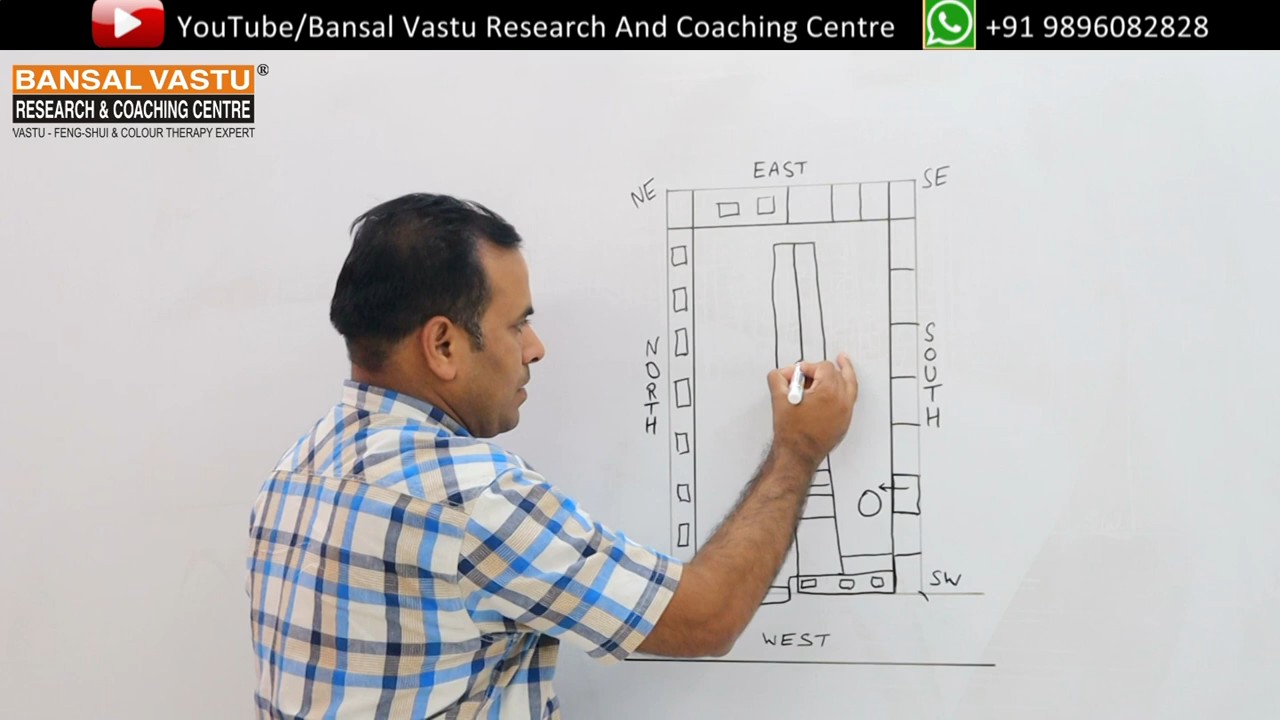 YouTube/Bansal Vastu Research And Coaching Centre
+91 9896082828
BANSAL VASTU®
RESEARCH & COACHING CENTRE
VASTU - FENG-SHUI & COLOUR THERAPY EXPERT
EAST
NE
SE
NORTH
SOUTH
SW
WEST